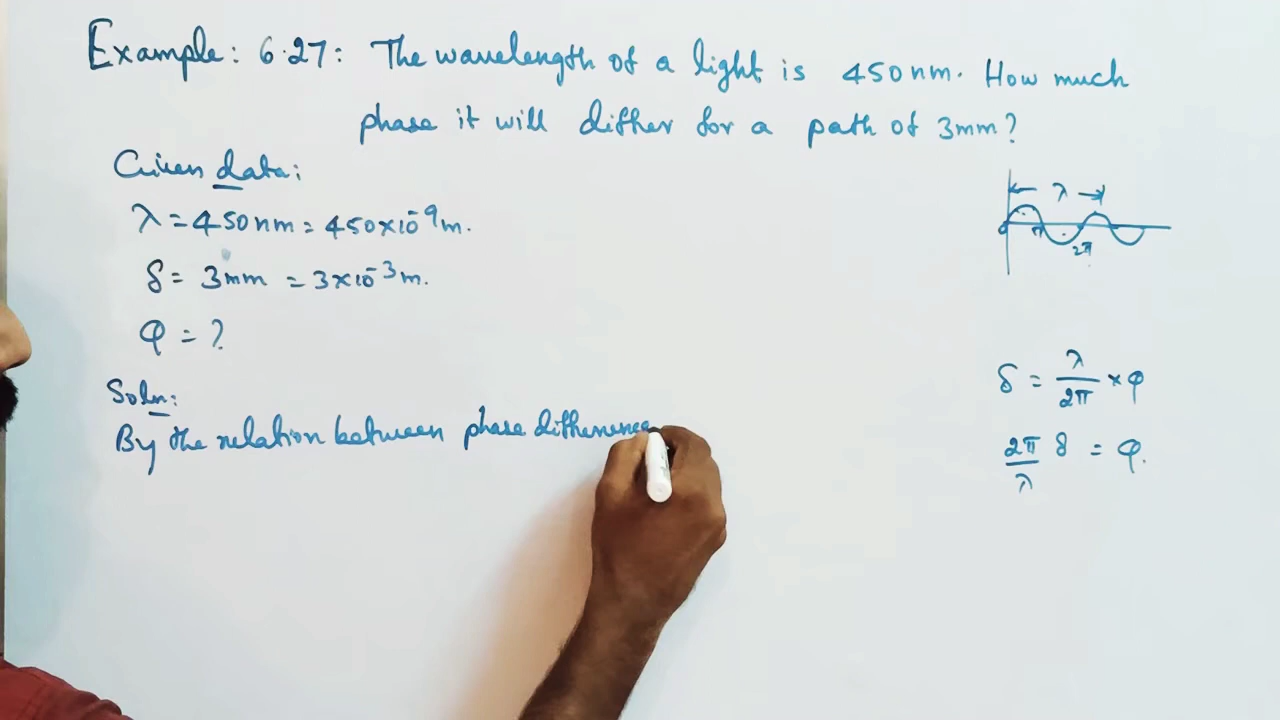 Example: 6.27: The wavelength of a light is 450nm. How much
phase it will differ for a path of 3mm?
Given data:
λ = 450nm = 450×10⁻⁹m.
δ = 3mm = 3×10⁻³m.
φ = ?
Soln:
By the relation between phase difference
λ
0 π 2π
δ = λ/2π × φ
2π/λ δ = φ.